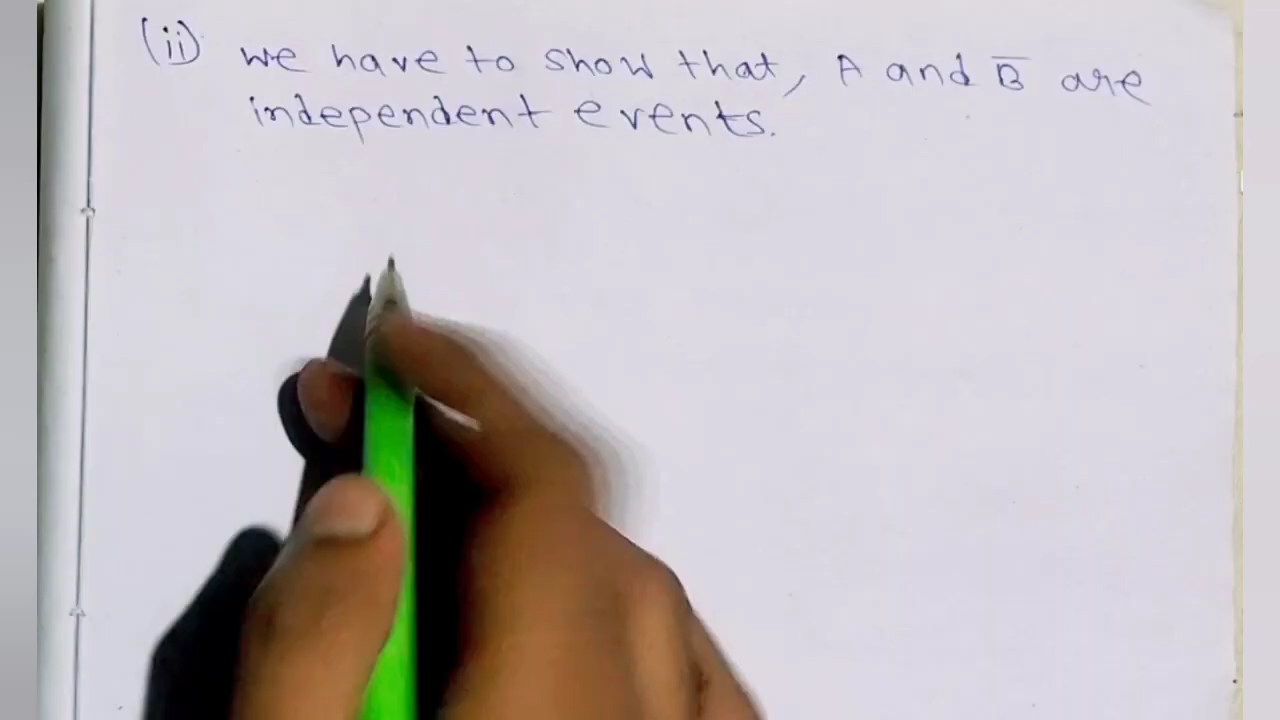 (ii) we have to show that, A and B̅ are
independent events.